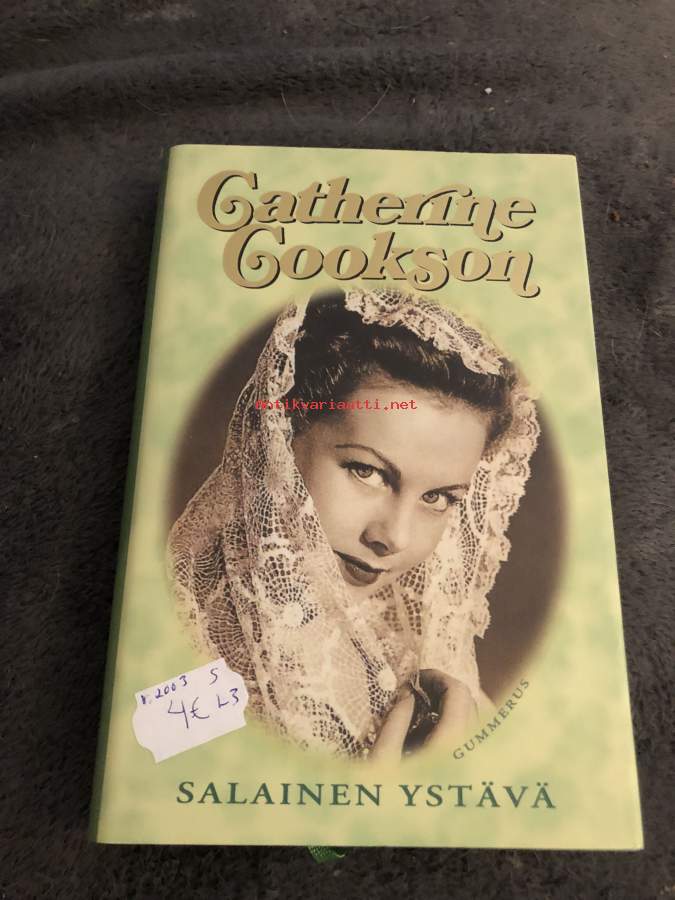 Catherine
Cookson
antikvariaatti.net
v. 2003 S
4€ L3
GUMMERUS
SALAINEN YSTÄVÄ